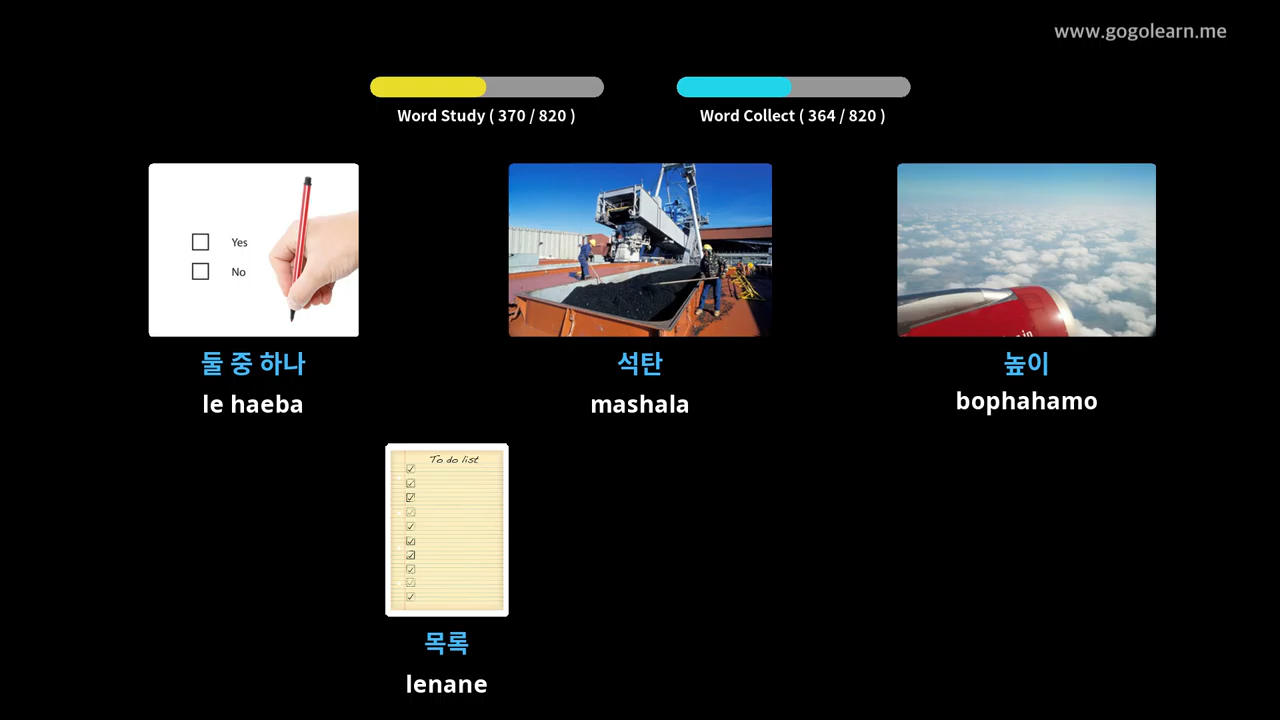 www.gogolearn.me
Word Study ( 370 / 820 )
Word Collect ( 364 / 820 )
Yes
No
둘 중 하나
le haeba
석탄
mashala
높이
bophahamo
To do list
목록
lenane